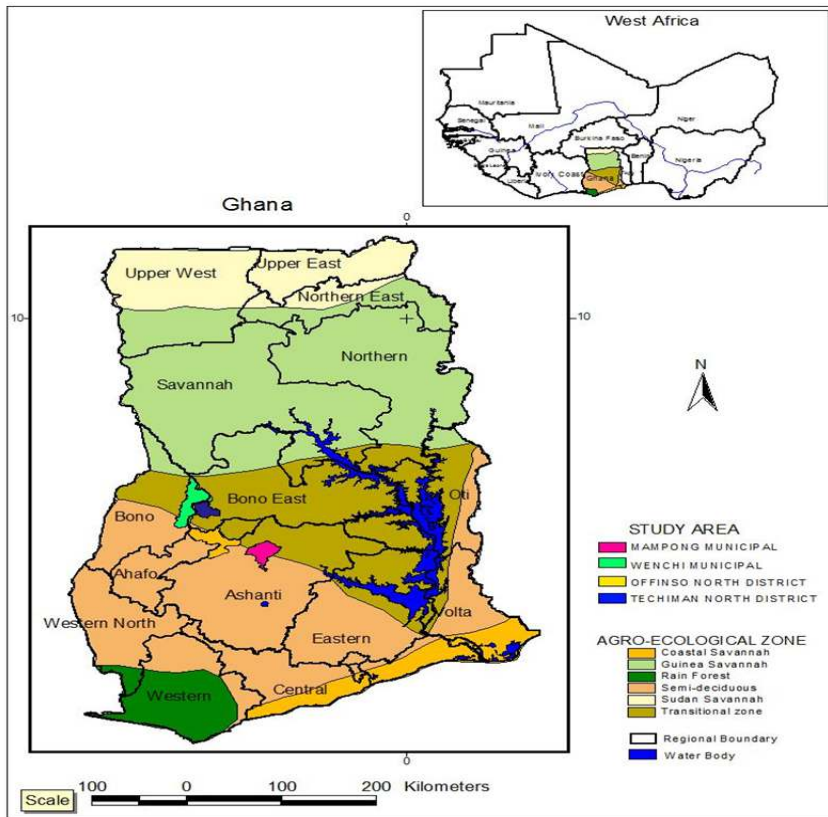 West Africa
Mauritania
Senegal
Mali
Niger
Burkina Faso
Guinea
Benin
Nigeria
Ivory Coast
Ghana
Ghana
0
Upper West
Upper East
Northern East
10
10
Northern
Savannah
N
Bono East
Oti
Bono
Ahafo
Ashanti
Western North
Eastern
Western
Central
0
STUDY AREA
MAMPONG MUNICIPAL
WENCHI MUNICIPAL
OFFINSO NORTH DISTRICT
TECHIMAN NORTH DISTRICT
AGRO-ECOLOGICAL ZONE
Coastal Savannah
Guinea Savannah
Rain Forest
Semi-deciduous
Sudan Savannah
Transitional zone
Regional Boundary
Water Body
Scale
100 0 100 200 Kilometers